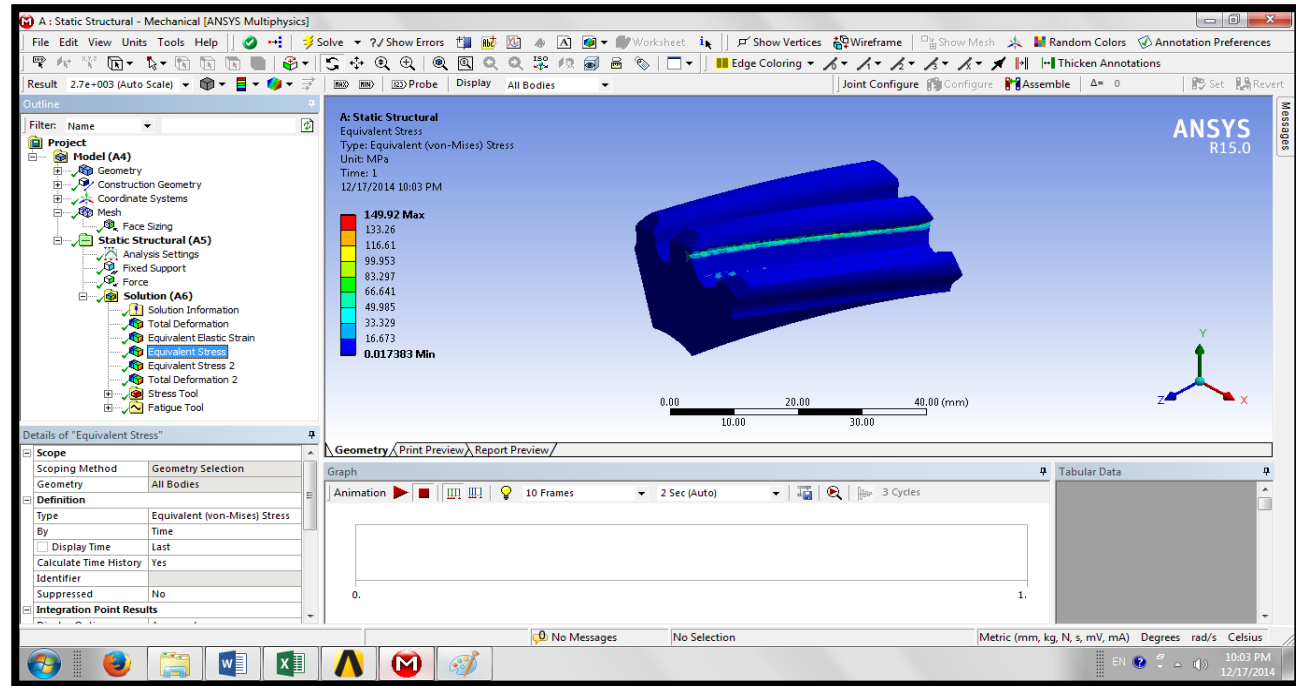 A : Static Structural - Mechanical [ANSYS Multiphysics]
File Edit View Units Tools Help Solve ?/ Show Errors Worksheet Show Vertices Wireframe Show Mesh Random Colors Annotation Preferences
Edge Coloring Thicken Annotations
Result 2.7e+003 (Auto Scale) MAX MIN Probe Display All Bodies Joint Configure Configure Assemble Δ= 0 Set Revert
Outline
Filter: Name
Project
Model (A4)
Geometry
Construction Geometry
Coordinate Systems
Mesh
Face Sizing
Static Structural (A5)
Analysis Settings
Fixed Support
Force
Solution (A6)
Solution Information
Total Deformation
Equivalent Elastic Strain
Equivalent Stress
Equivalent Stress 2
Total Deformation 2
Stress Tool
Fatigue Tool
A: Static Structural
Equivalent Stress
Type: Equivalent (von-Mises) Stress
Unit: MPa
Time: 1
12/17/2014 10:03 PM
149.92 Max
133.26
116.61
99.953
83.297
66.641
49.985
33.329
16.673
0.017383 Min
ANSYS
R15.0
Messages
Y
Z X
0.00 20.00 40.00 (mm)
10.00 30.00
Geometry Print Preview Report Preview
Details of "Equivalent Stress"
Scope
Scoping Method Geometry Selection
Geometry All Bodies
Definition
Type Equivalent (von-Mises) Stress
By Time
Display Time Last
Calculate Time History Yes
Identifier
Suppressed No
Integration Point Results
Graph
Animation 10 Frames 2 Sec (Auto) 3 Cycles
0. 1.
Tabular Data
No Messages No Selection Metric (mm, kg, N, s, mV, mA) Degrees rad/s Celsius
EN 10:03 PM
12/17/2014